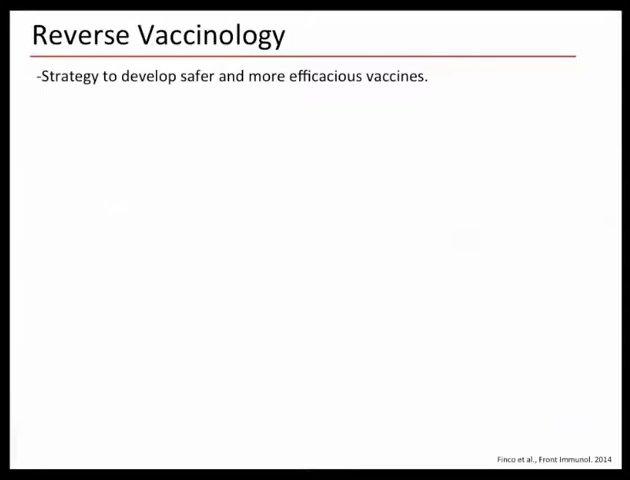 Reverse Vaccinology
-Strategy to develop safer and more efficacious vaccines.
Finco et al., Front Immunol. 2014